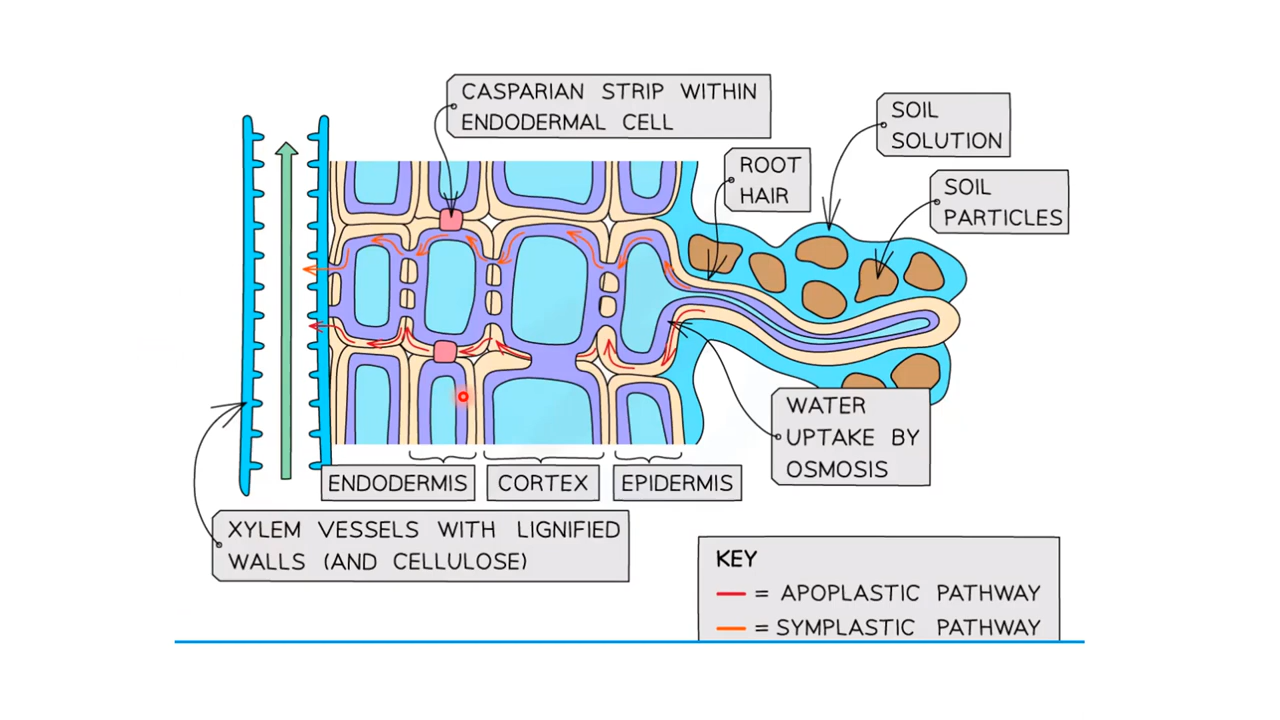 CASPARIAN STRIP WITHIN
ENDODERMAL CELL
SOIL
SOLUTION
ROOT
HAIR
SOIL
PARTICLES
WATER
UPTAKE BY
OSMOSIS
ENDODERMIS
CORTEX
EPIDERMIS
XYLEM VESSELS WITH LIGNIFIED
WALLS (AND CELLULOSE)
KEY
= APOPLASTIC PATHWAY
= SYMPLASTIC PATHWAY